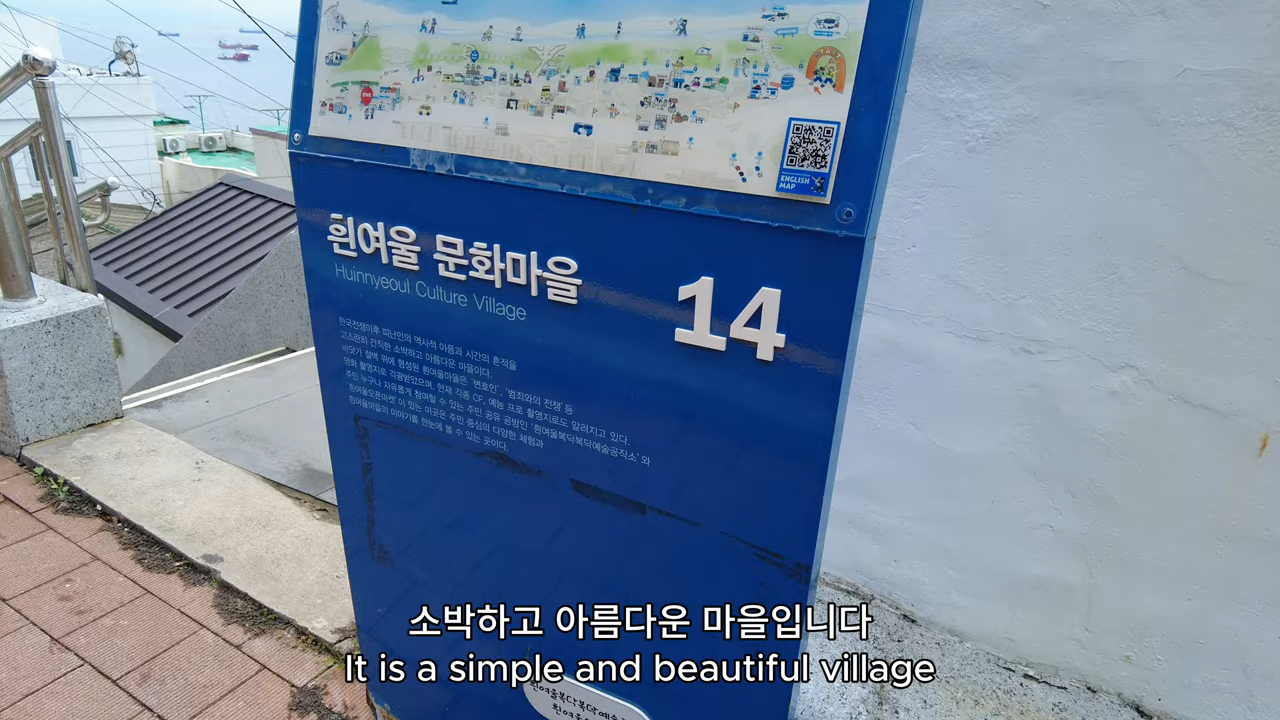 ENGLISH
MAP
흰여울 문화마을
Huinnyeoul Culture Village
14
한국전쟁이후 피난민의 역사적 아픔과 시간의 흔적을
고스란히 간직한 소박하고 아름다운 마을이다.
바닷가 절벽 위에 형성된 흰여울마을은 '변호인', '범죄와의 전쟁' 등
영화 촬영지로 각광받았으며, 현재 각종 CF, 예능 프로 촬영지로도 알려지고 있다.
주민 누구나 자유롭게 참여할 수 있는 주민 공유 공방인 '흰여울북닥북닥예술공작소' 와
'흰여울오픈마켓' 이 있는 이곳은 주민 중심의 다양한 체험과
흰여울마을의 이야기를 한눈에 볼 수 있는 곳이다.
소박하고 아름다운 마을입니다
It is a simple and beautiful village